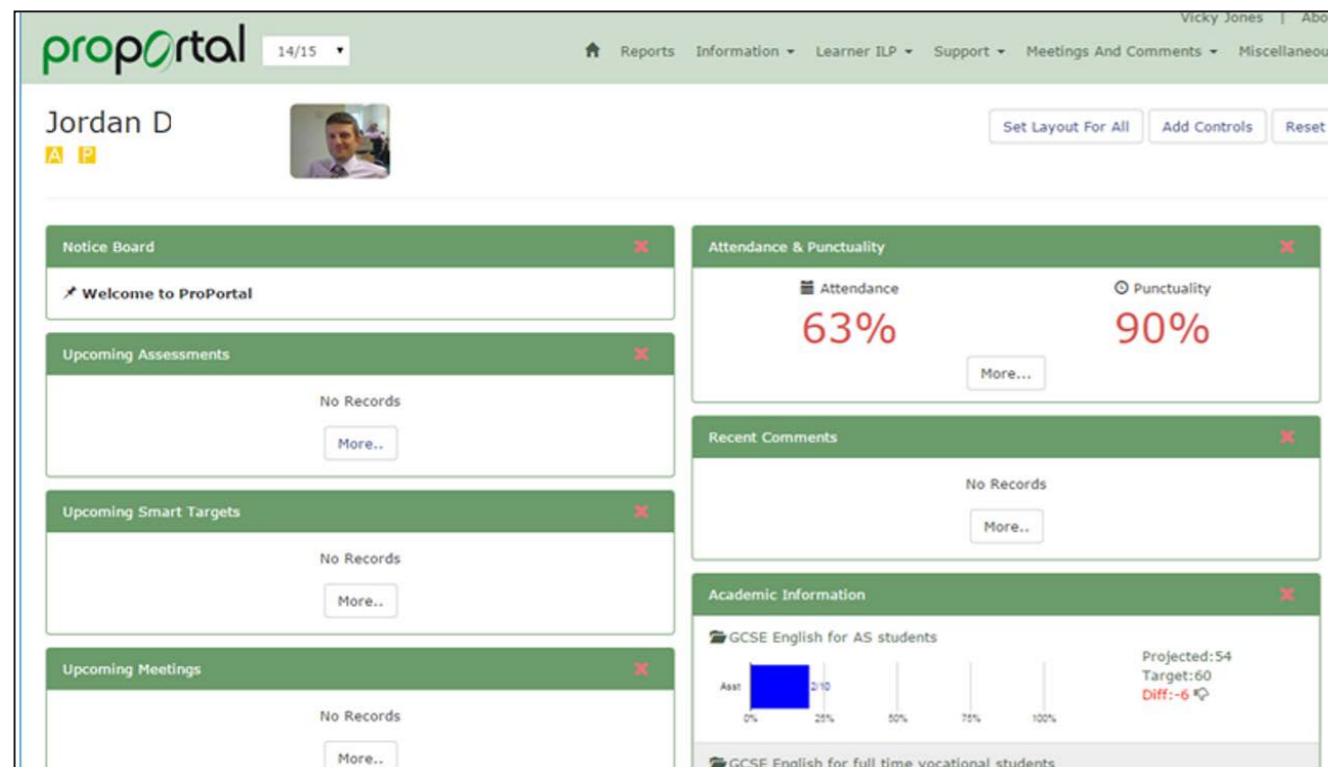 Vicky Jones | Abo
proportal 14/15 Reports Information Learner ILP Support Meetings And Comments Miscellaneou
Jordan D
A P
Set Layout For All Add Controls Reset
Notice Board
Welcome to ProPortal
Upcoming Assessments
No Records
More..
Upcoming Smart Targets
No Records
More..
Upcoming Meetings
No Records
More..
Attendance & Punctuality
Attendance Punctuality
63% 90%
More...
Recent Comments
No Records
More..
Academic Information
GCSE English for AS students
Asst 2/10
0% 25% 50% 75% 100%
Projected:54
Target:60
Diff:-6
GCSE English for full time vocational students